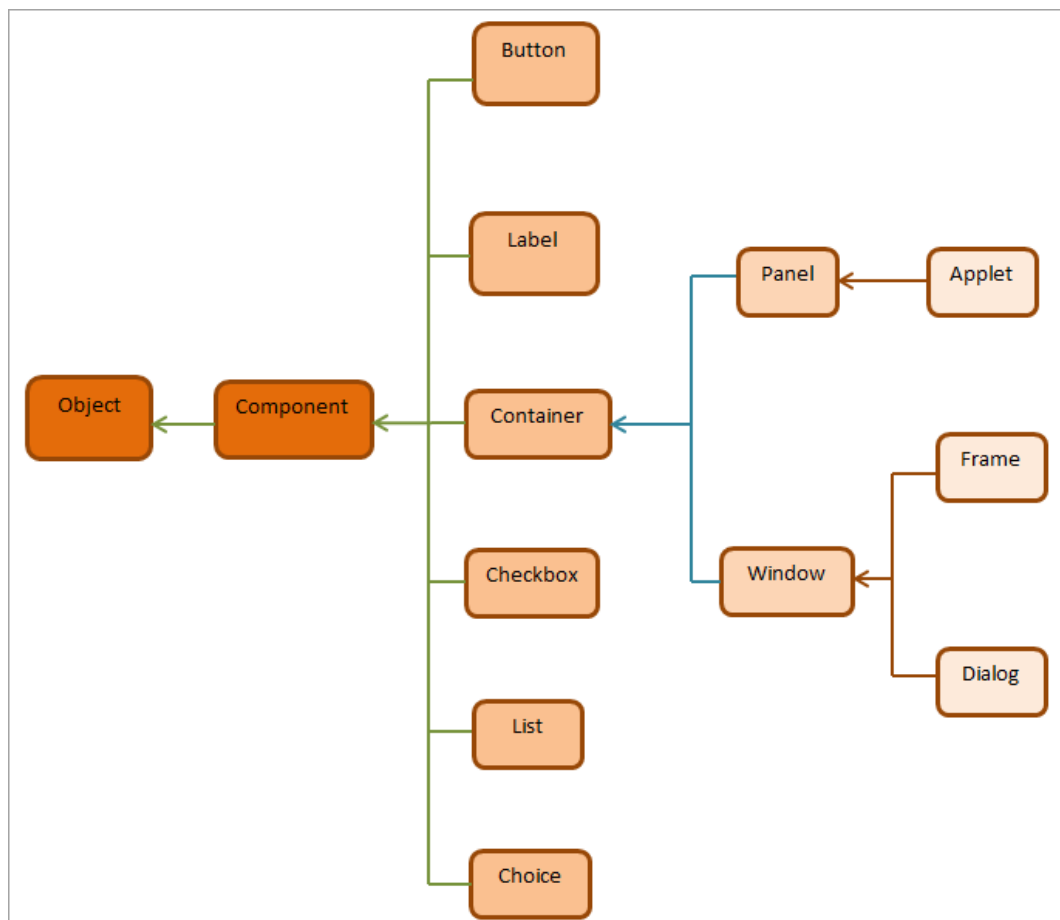 Button
Label
Panel
Applet
Object
Component
Container
Frame
Checkbox
Window
Dialog
List
Choice